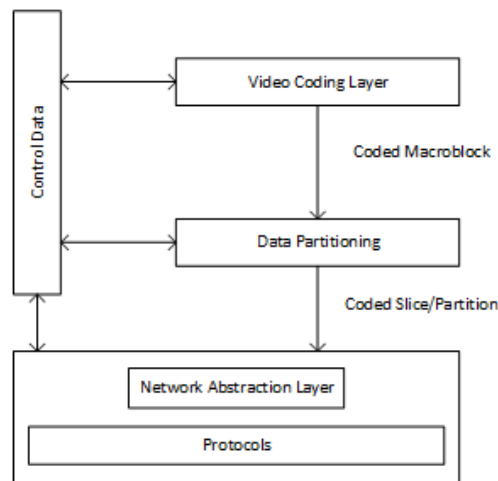 Control Data
Video Coding Layer
Coded Macroblock
Data Partitioning
Coded Slice/Partition
Network Abstraction Layer
Protocols